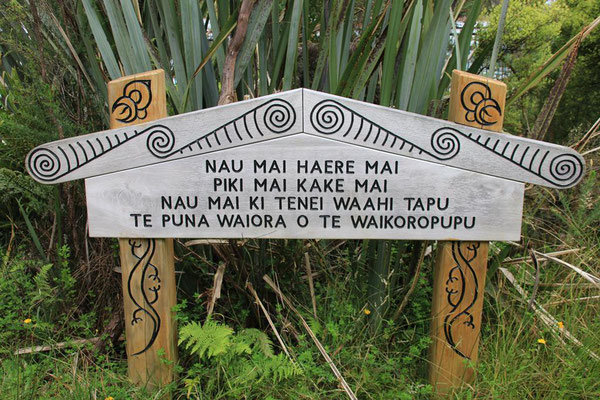 NAU MAI HAERE MAI
PIKI MAI KAKE MAI
NAU MAI KI TENEI WAAHI TAPU
TE PUNA WAIORA O TE WAIKOROPUPU